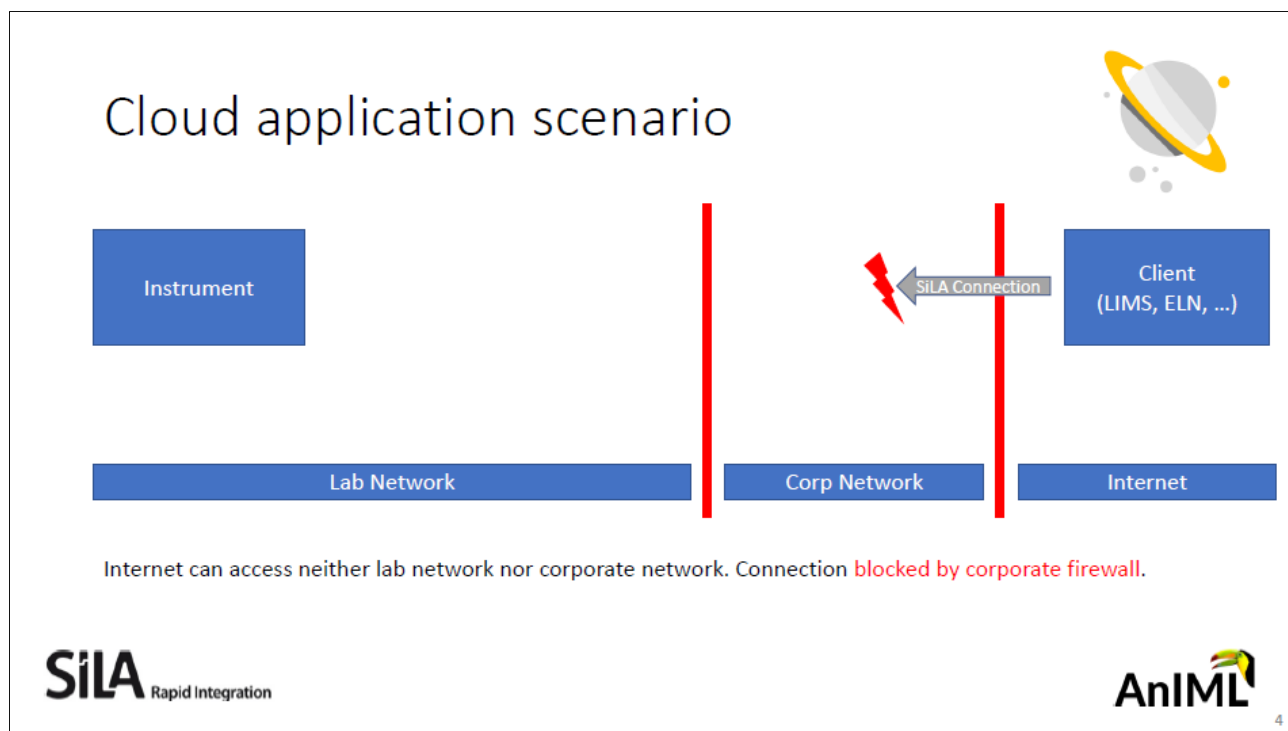 Cloud application scenario
Instrument
SiLA Connection
Client
(LIMS, ELN, ...)
Lab Network
Corp Network
Internet
Internet can access neither lab network nor corporate network. Connection blocked by corporate firewall.
SiLA Rapid Integration
AnIML
4